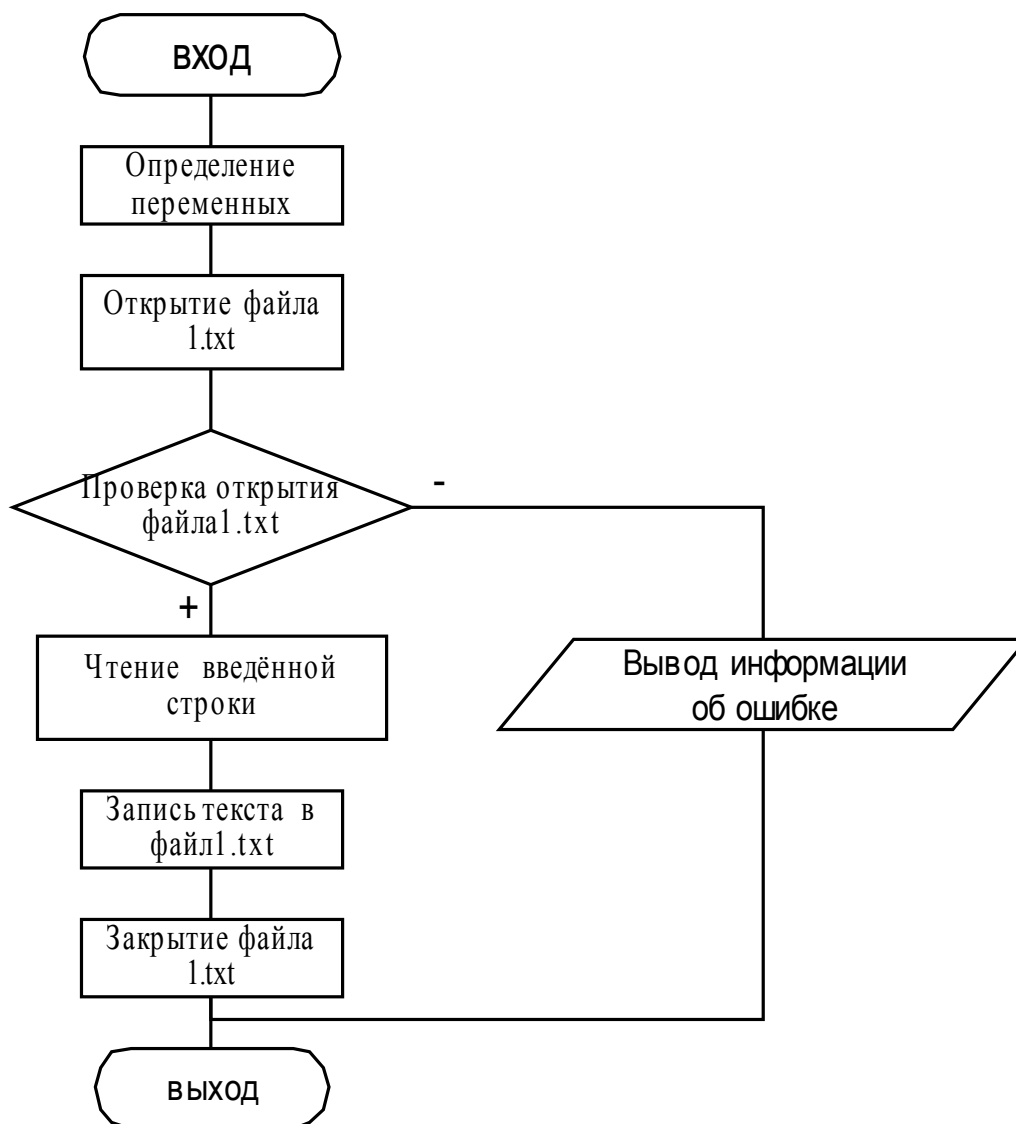 ВХОД
Определение
переменных
Открытие файла
1.txt
Проверка открытия
файла1.txt
-
+
Чтение введённой
строки
Вывод информации
об ошибке
Запись текста в
файл1.txt
Закрытие файла
1.txt
ВЫХОД